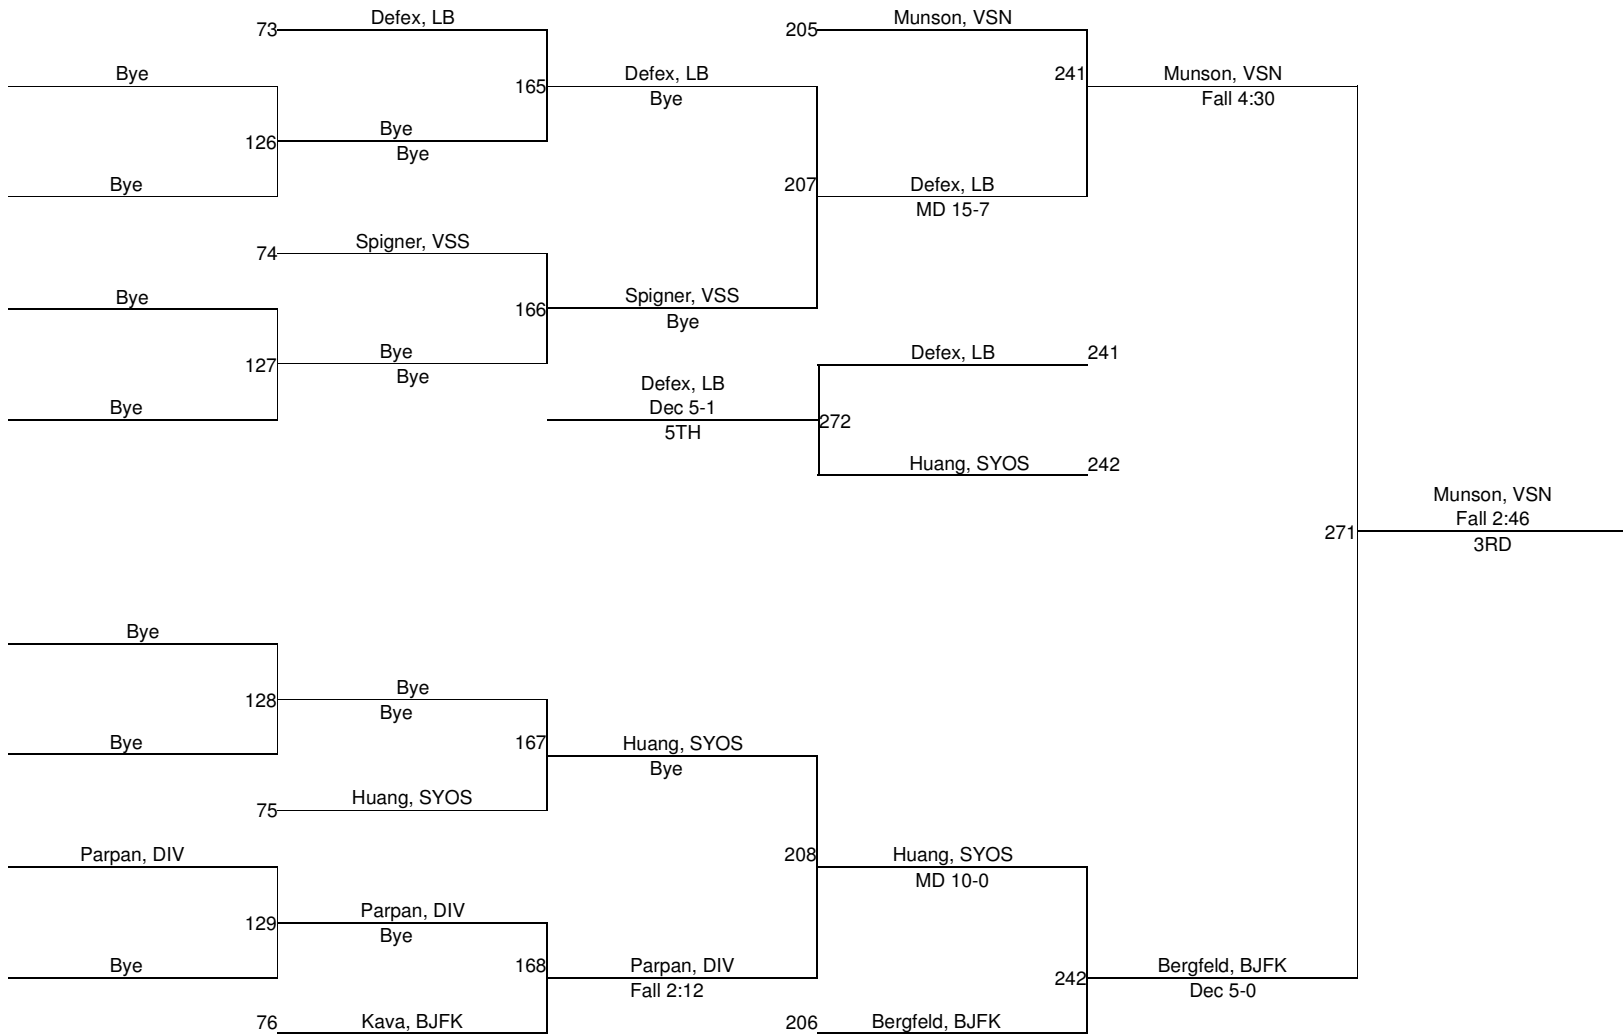 Defex, LB
Munson, VSN
73
205
Bye
Defex, LB
Munson, VSN
165
241
Bye
Fall 4:30
Bye
126
Bye
Bye
Defex, LB
207
MD 15-7
Spigner, VSS
74
Bye
Spigner, VSS
166
Bye
Bye
Defex, LB
241
127
Bye
Defex, LB
Bye
Dec 5-1
272
5TH
Huang, SYOS
242
Munson, VSN
Fall 2:46
271
3RD
Bye
Bye
128
Bye
Bye
167
Huang, SYOS
Bye
Huang, SYOS
75
Parpan, DIV
208
Huang, SYOS
MD 10-0
Parpan, DIV
129
Bye
Bye
168
Parpan, DIV
242
Bergfeld, BJFK
Fall 2:12
Dec 5-0
76
Kava, BJFK
206
Bergfeld, BJFK